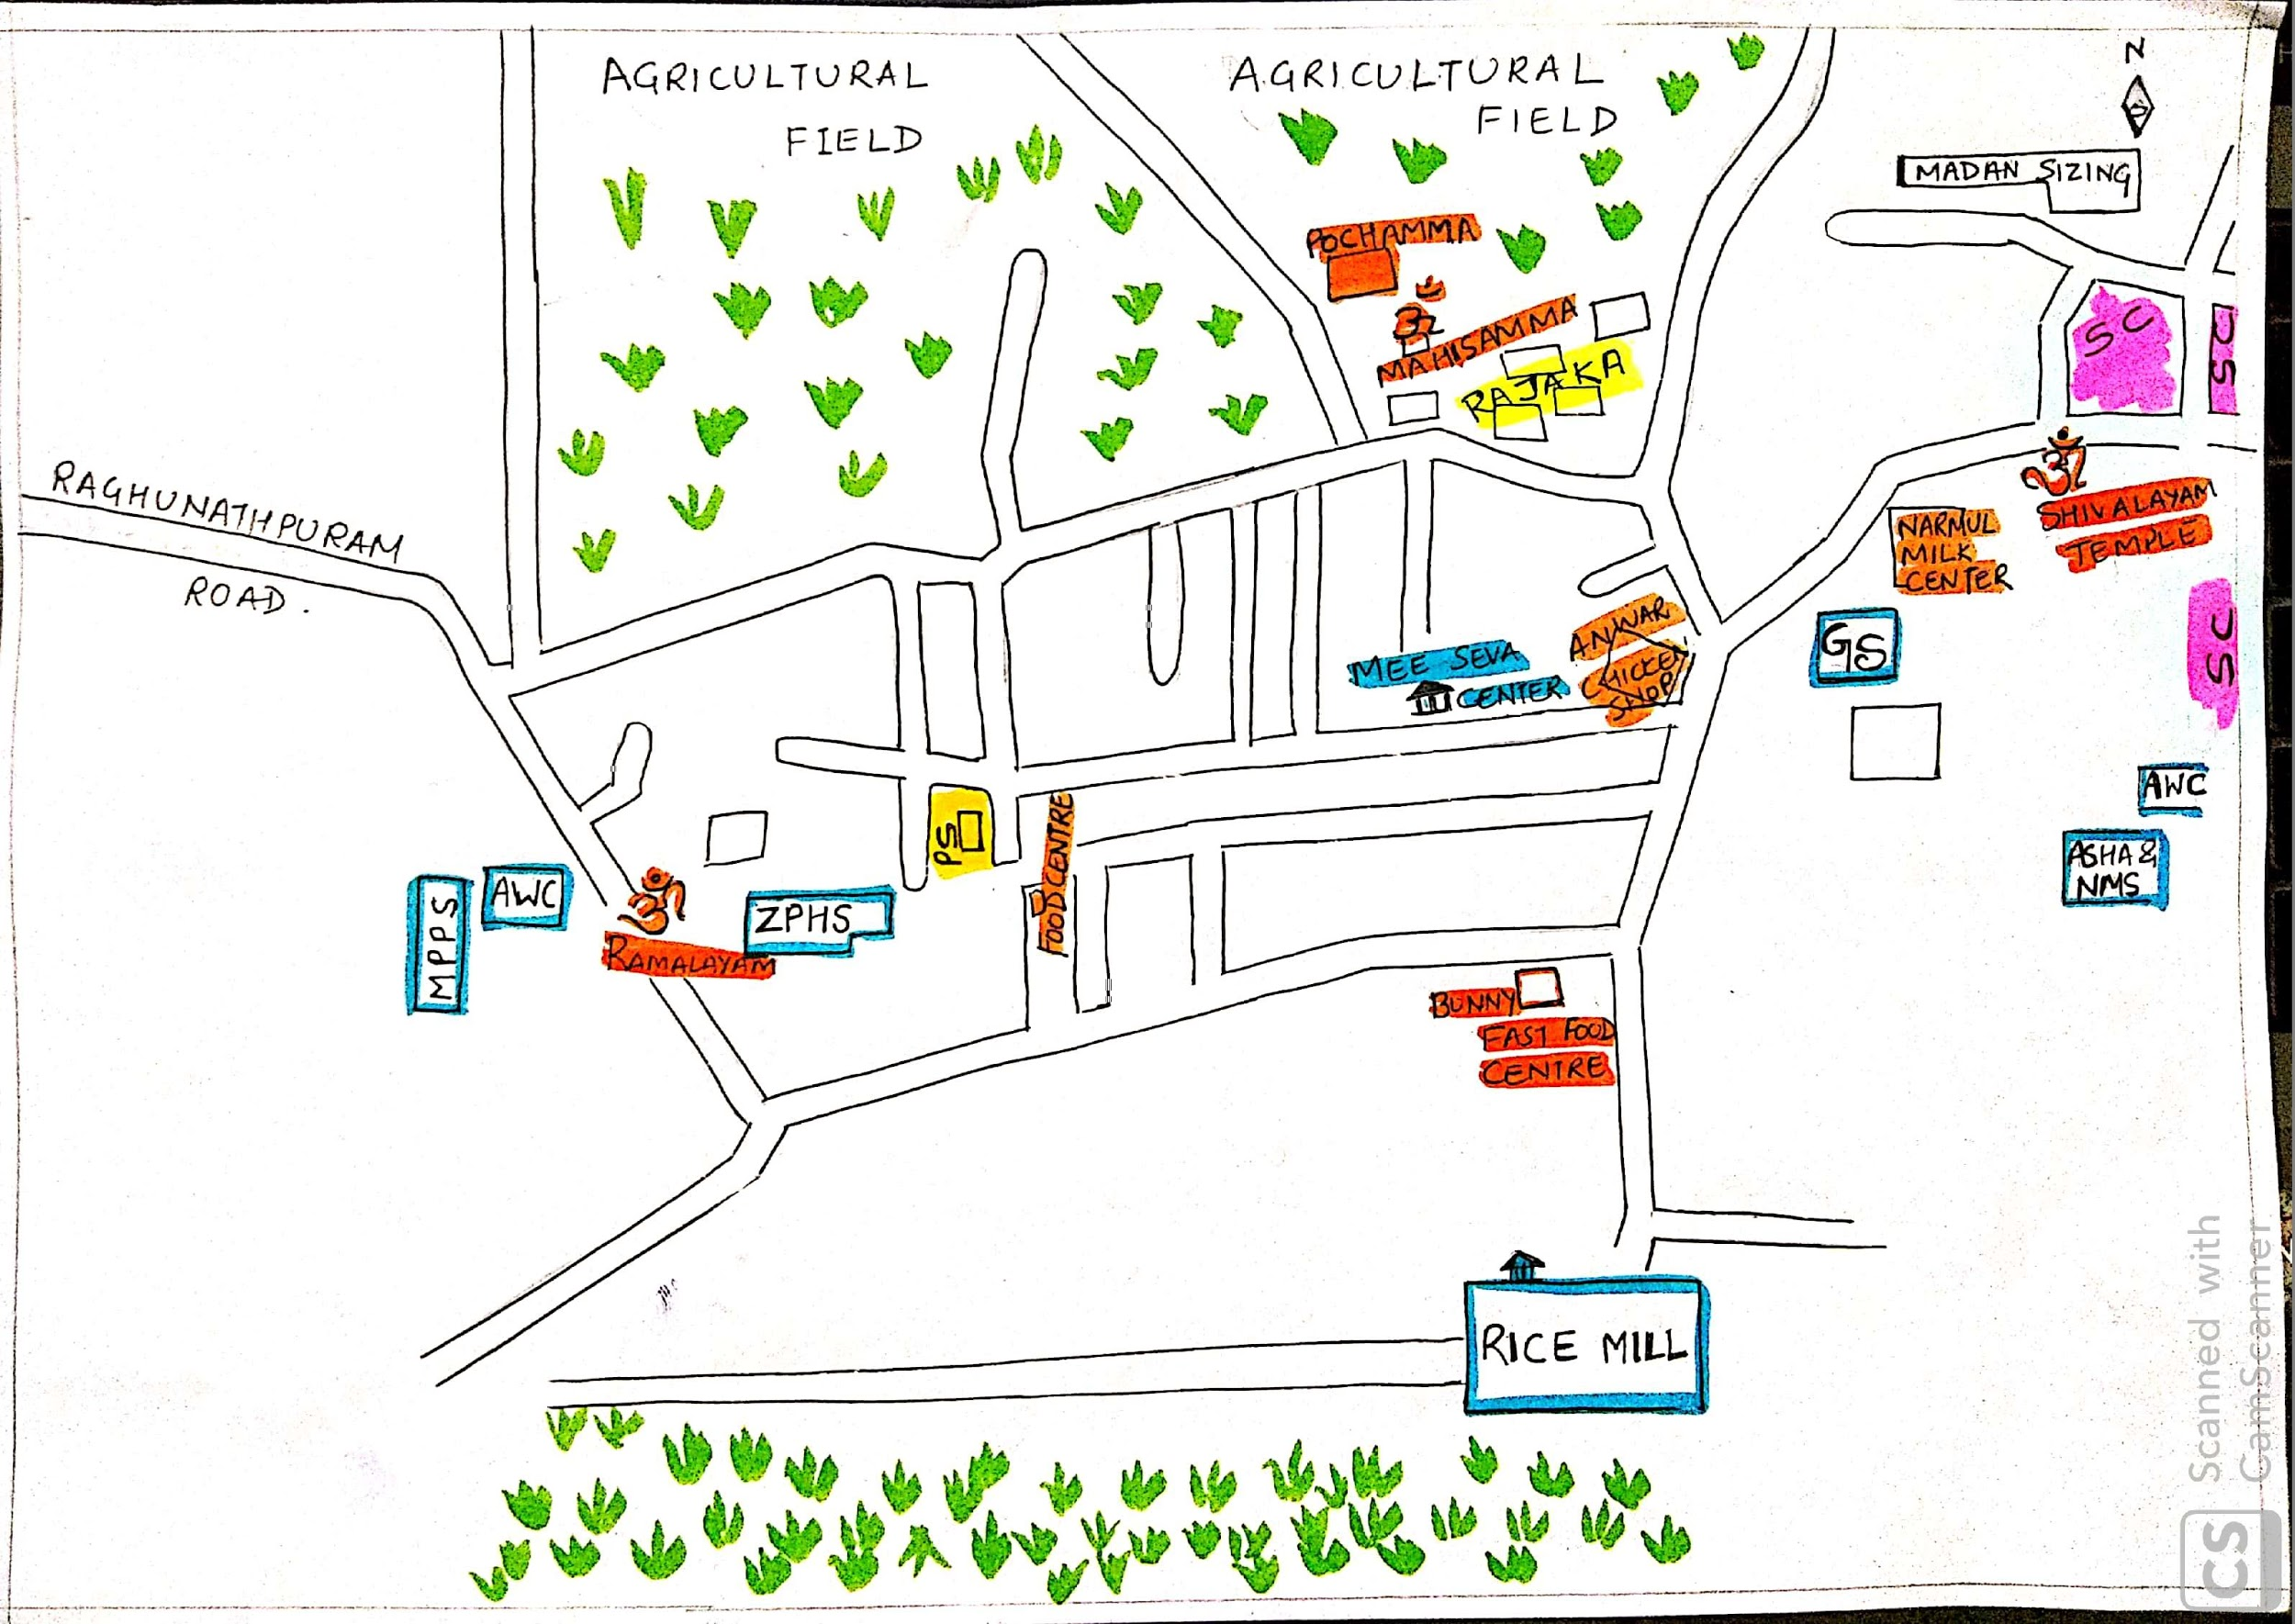 AGRICULTURAL
FIELD
AGRICULTURAL
FIELD
N
MADAN SIZING
POCHAMMA
ॐ
MAHISAMMA
RAJAKA
SC
SC
RAGHUNATHPURAM
ROAD.
ॐ
SHIVALAYAM
TEMPLE
NARMUL
MILK
CENTER
ANWAR
CHICKEN
SHOP
MEE SEVA
CENTER
GS
SC
AWC
ASHA &
NMS
PS
FOOD CENTRE
MPPS
AWC
ॐ
RAMALAYAM
ZPHS
BUNNY
FAST FOOD
CENTRE
RICE MILL
CS
Scanned with
CamScanner